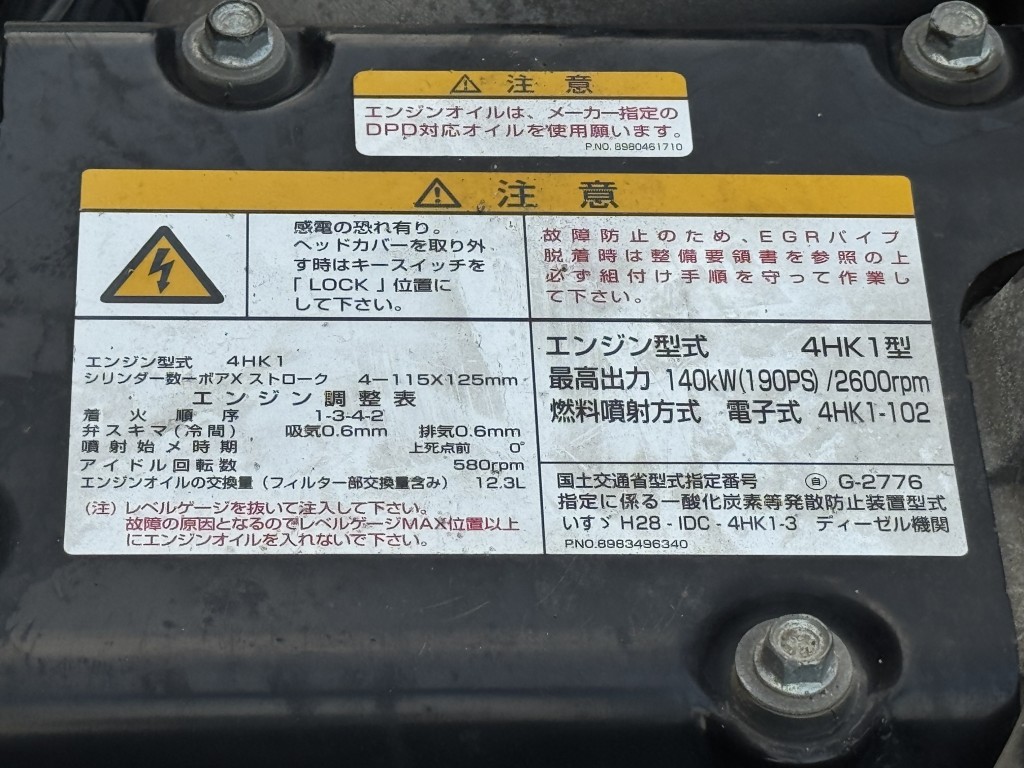 ⚠ 注 意
エンジンオイルは、メーカー指定の
DPD対応オイルを使用願います。
P.NO. 8980461710
⚠ 注 意
感電の恐れ有り。
ヘッドカバーを取り外
す時はキースイッチを
「 LOCK 」位置に
して下さい。
故障防止のため、EGRパイプ
脱着時は整備要領書を参照の上
必ず組付け手順を守って作業し
て下さい。
エンジン型式 4HK1
シリンダー数ーボアX ストローク 4－115X125mm
エンジン調整表
着火順序 1-3-4-2
弁スキマ(冷間) 吸気0.6mm 排気0.6mm
噴射始メ時期 上死点前 0°
アイドル回転数 580rpm
エンジンオイルの交換量（フィルター部交換量含み） 12.3L
(注) レベルゲージを抜いて注入して下さい。
故障の原因となるのでレベルゲージMAX位置以上
にエンジンオイルを入れないで下さい。
エンジン型式 4HK1型
最高出力 140kW(190PS) /2600rpm
燃料噴射方式 電子式 4HK1-102
国土交通省型式指定番号 ㊀自 G-2776
指定に係る一酸化炭素等発散防止装置型式
いすゞ H28 - IDC - 4HK1-3 ディーゼル機関
P.NO.8983496340